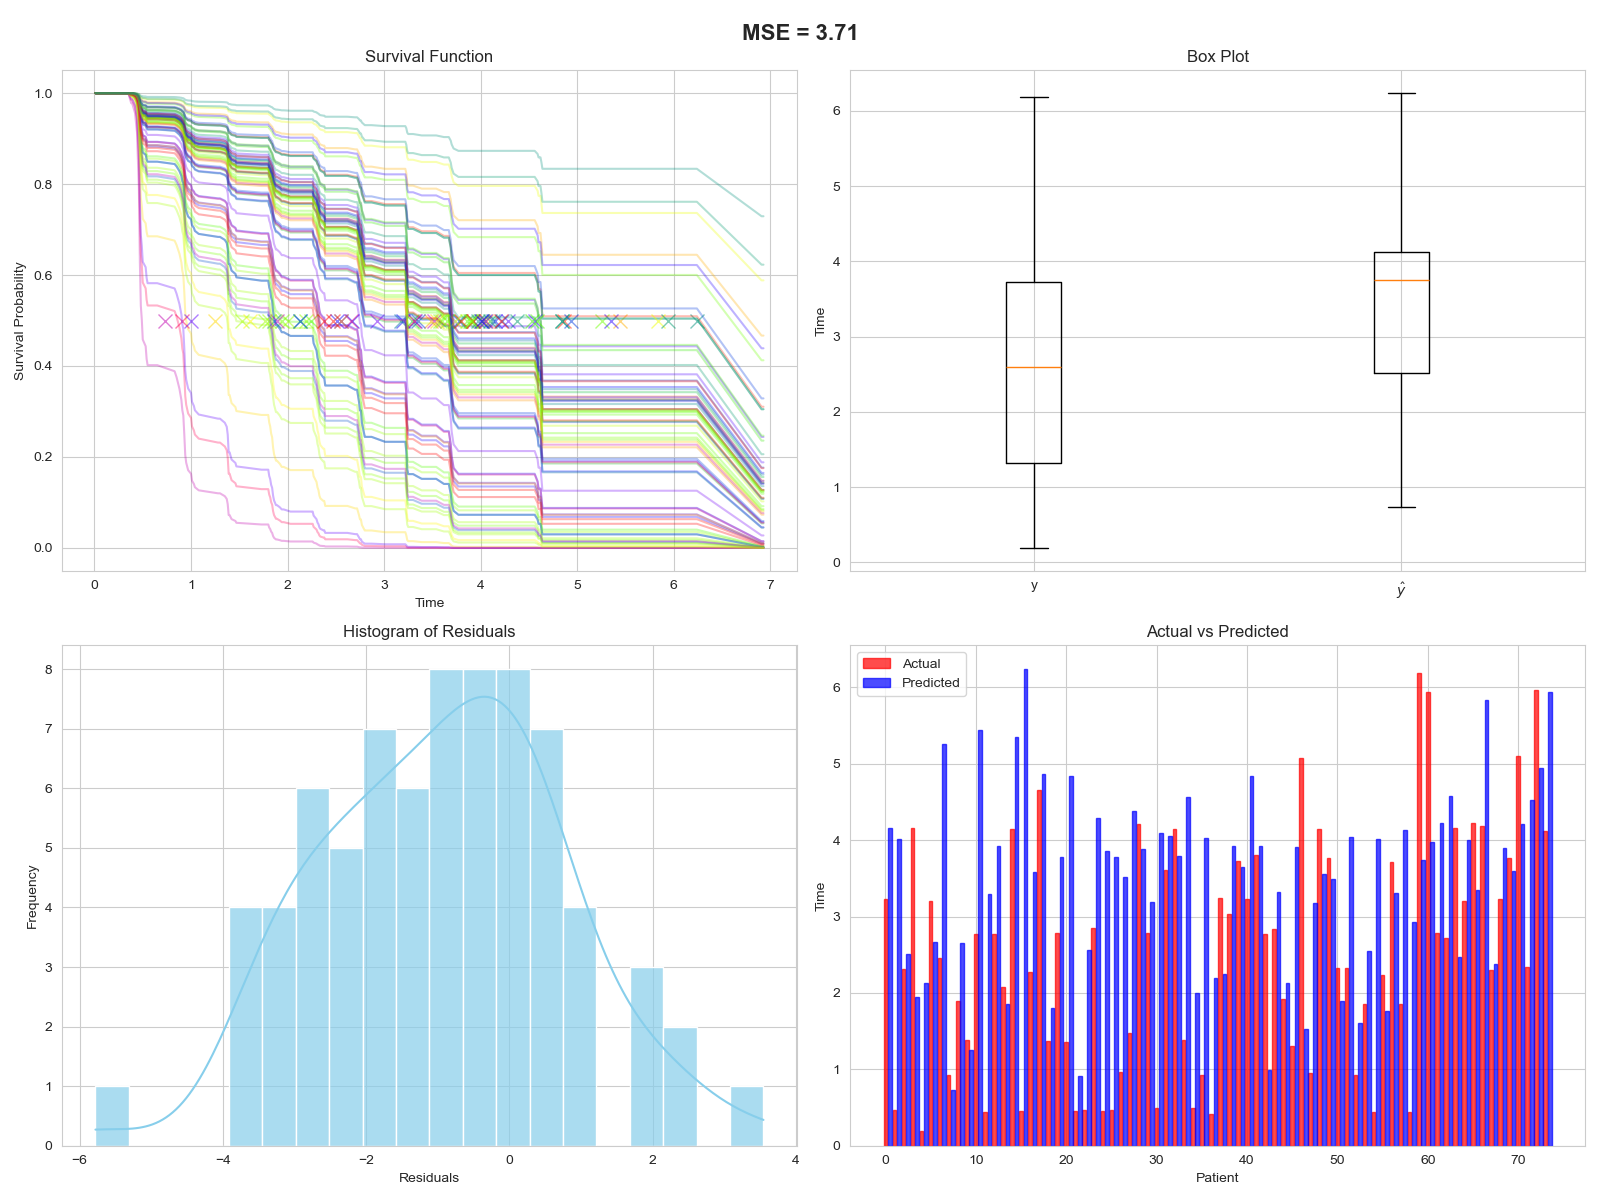 MSE = 3.71
Survival Function
Survival Probability
1.0
0.8
0.6
0.4
0.2
0.0
0 1 2 3 4 5 6 7
Time
Box Plot
Time
6
5
4
3
2
1
0
y ŷ
Histogram of Residuals
Frequency
8
7
6
5
4
3
2
1
0
−6 −4 −2 0 2 4
Residuals
Actual vs Predicted
Actual
Predicted
Time
6
5
4
3
2
1
0
0 10 20 30 40 50 60 70
Patient